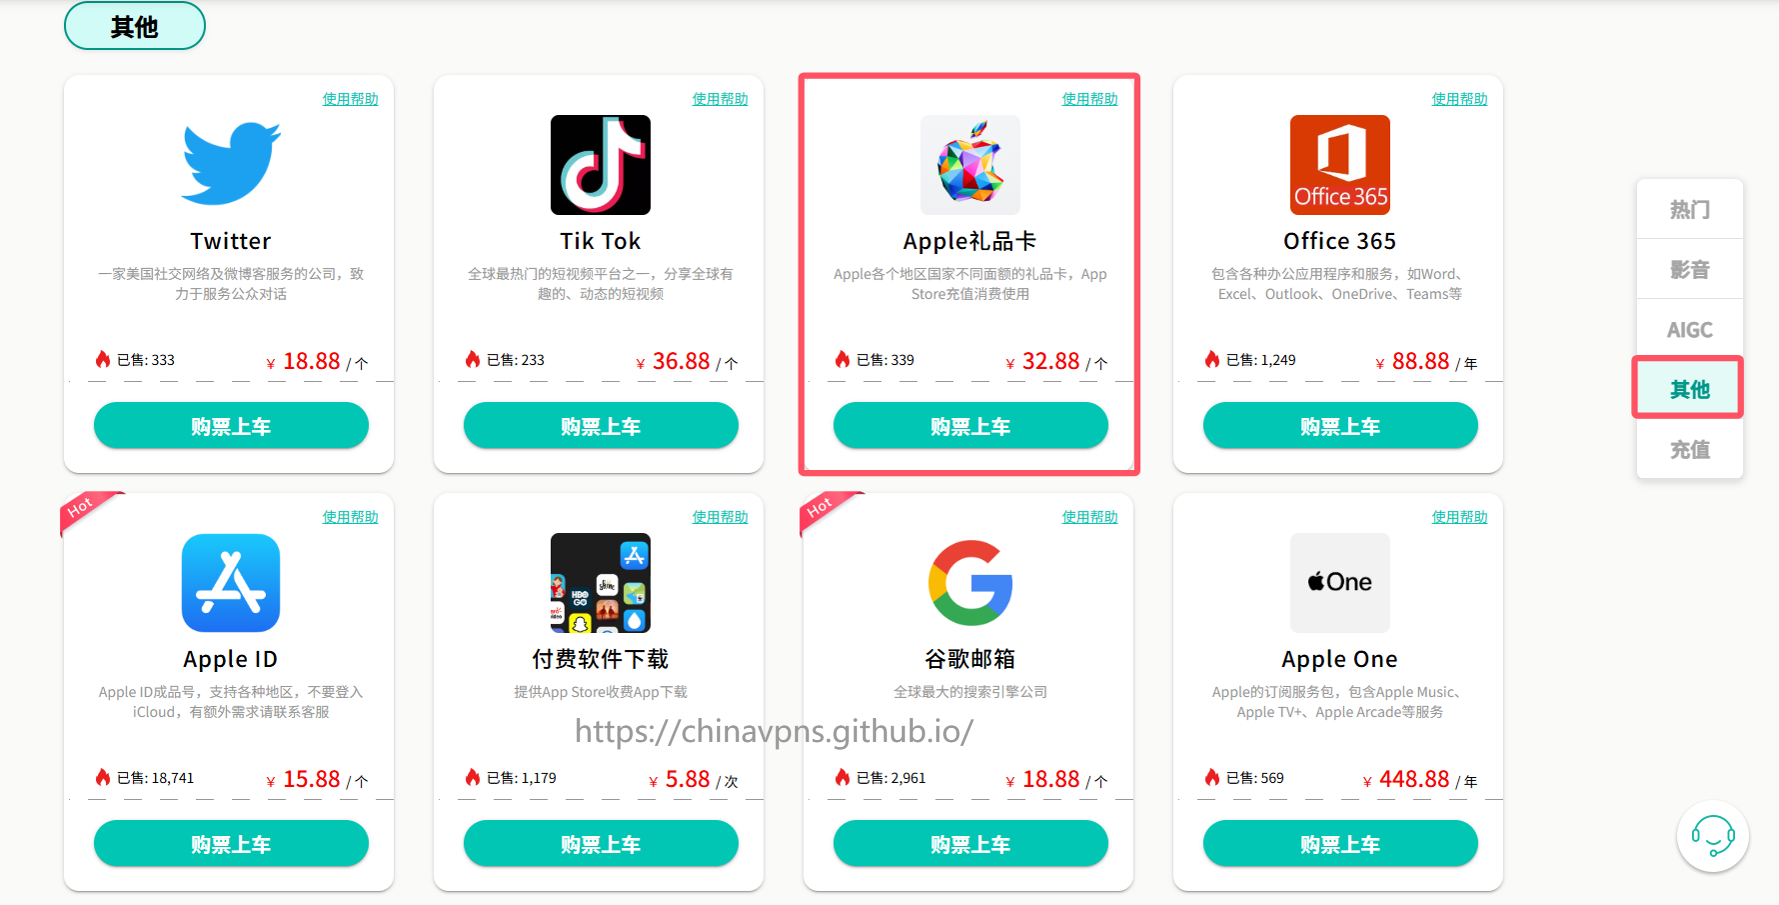 其他
使用帮助
Twitter
一家美国社交网络及微博客服务的公司，致
力于服务公众对话
已售: 333
¥ 18.88 / 个
购票上车
使用帮助
Tik Tok
全球最热门的短视频平台之一，分享全球有
趣的、动态的短视频
已售: 233
¥ 36.88 / 个
购票上车
使用帮助
Apple礼品卡
Apple各个地区国家不同面额的礼品卡，App
Store充值消费使用
已售: 339
¥ 32.88 / 个
购票上车
使用帮助
Office 365
Office 365
包含各种办公应用程序和服务，如Word、
Excel、Outlook、OneDrive、Teams等
已售: 1,249
¥ 88.88 / 年
购票上车
热门
影音
AIGC
其他
充值
Hot
使用帮助
Apple ID
Apple ID成品号，支持各种地区，不要登入
iCloud，有额外需求请联系客服
已售: 18,741
¥ 15.88 / 个
购票上车
使用帮助
HBO
GO
付费软件下载
提供App Store收费App下载
已售: 1,179
¥ 5.88 / 次
购票上车
Hot
使用帮助
谷歌邮箱
全球最大的搜索引擎公司
已售: 2,961
¥ 18.88 / 个
购票上车
使用帮助
One
Apple One
Apple的订阅服务包，包含Apple Music、
Apple TV+、Apple Arcade等服务
已售: 569
¥ 448.88 / 年
购票上车
https://chinavpns.github.io/